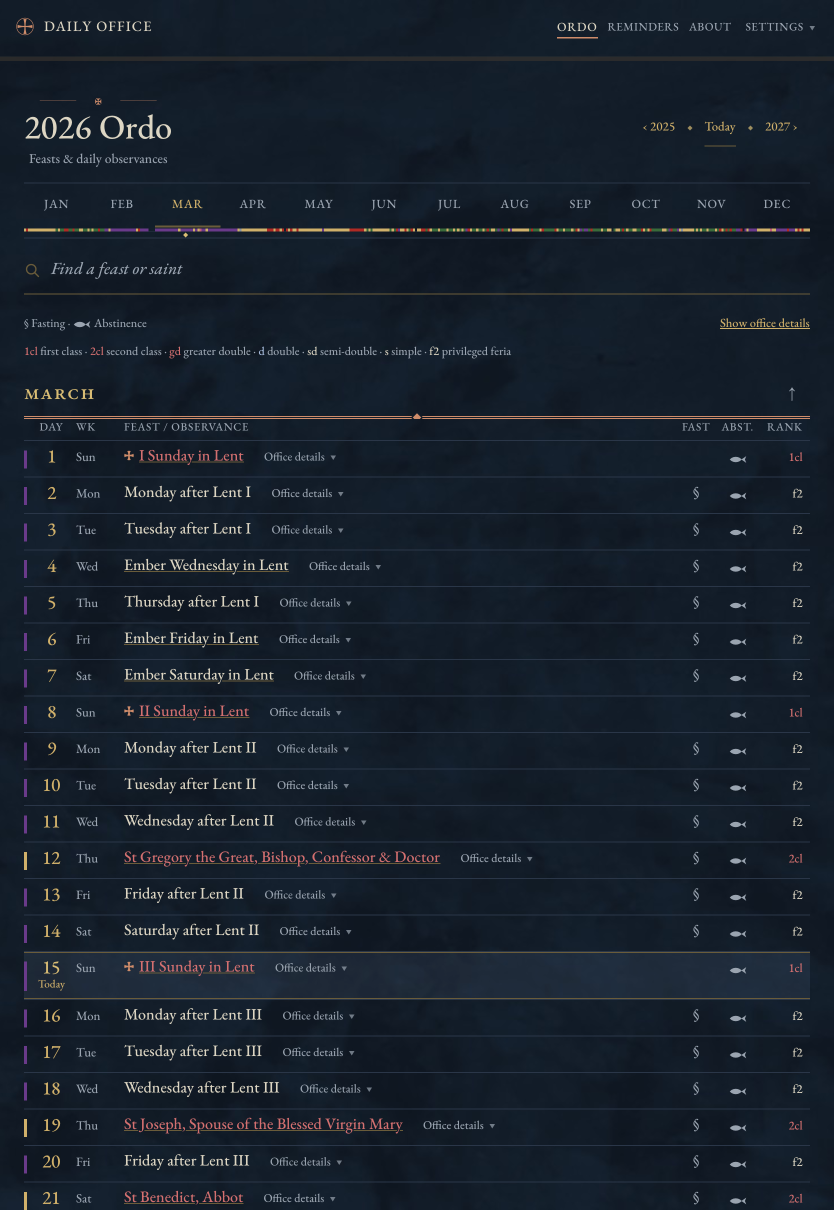 DAILY OFFICE ORDO REMINDERS ABOUT SETTINGS ▾
2026 Ordo
‹ 2025 ◆ Today ◆ 2027 ›
Feasts & daily observances
JAN FEB MAR APR MAY JUN JUL AUG SEP OCT NOV DEC
Find a feast or saint
§ Fasting · Abstinence Show office details
1cl first class · 2cl second class · gd greater double · d double · sd semi-double · s simple · f2 privileged feria
MARCH ↑
DAY WK FEAST / OBSERVANCE FAST ABST. RANK
1 Sun ✠ I Sunday in Lent Office details ▾ 1cl
2 Mon Monday after Lent I Office details ▾ § f2
3 Tue Tuesday after Lent I Office details ▾ § f2
4 Wed Ember Wednesday in Lent Office details ▾ § f2
5 Thu Thursday after Lent I Office details ▾ § f2
6 Fri Ember Friday in Lent Office details ▾ § f2
7 Sat Ember Saturday in Lent Office details ▾ § f2
8 Sun ✠ II Sunday in Lent Office details ▾ 1cl
9 Mon Monday after Lent II Office details ▾ § f2
10 Tue Tuesday after Lent II Office details ▾ § f2
11 Wed Wednesday after Lent II Office details ▾ § f2
12 Thu St Gregory the Great, Bishop, Confessor & Doctor Office details ▾ § 2cl
13 Fri Friday after Lent II Office details ▾ § f2
14 Sat Saturday after Lent II Office details ▾ § f2
15 Sun ✠ III Sunday in Lent Office details ▾ 1cl
Today
16 Mon Monday after Lent III Office details ▾ § f2
17 Tue Tuesday after Lent III Office details ▾ § f2
18 Wed Wednesday after Lent III Office details ▾ § f2
19 Thu St Joseph, Spouse of the Blessed Virgin Mary Office details ▾ § 2cl
20 Fri Friday after Lent III Office details ▾ § f2
21 Sat St Benedict, Abbot Office details ▾ § 2cl